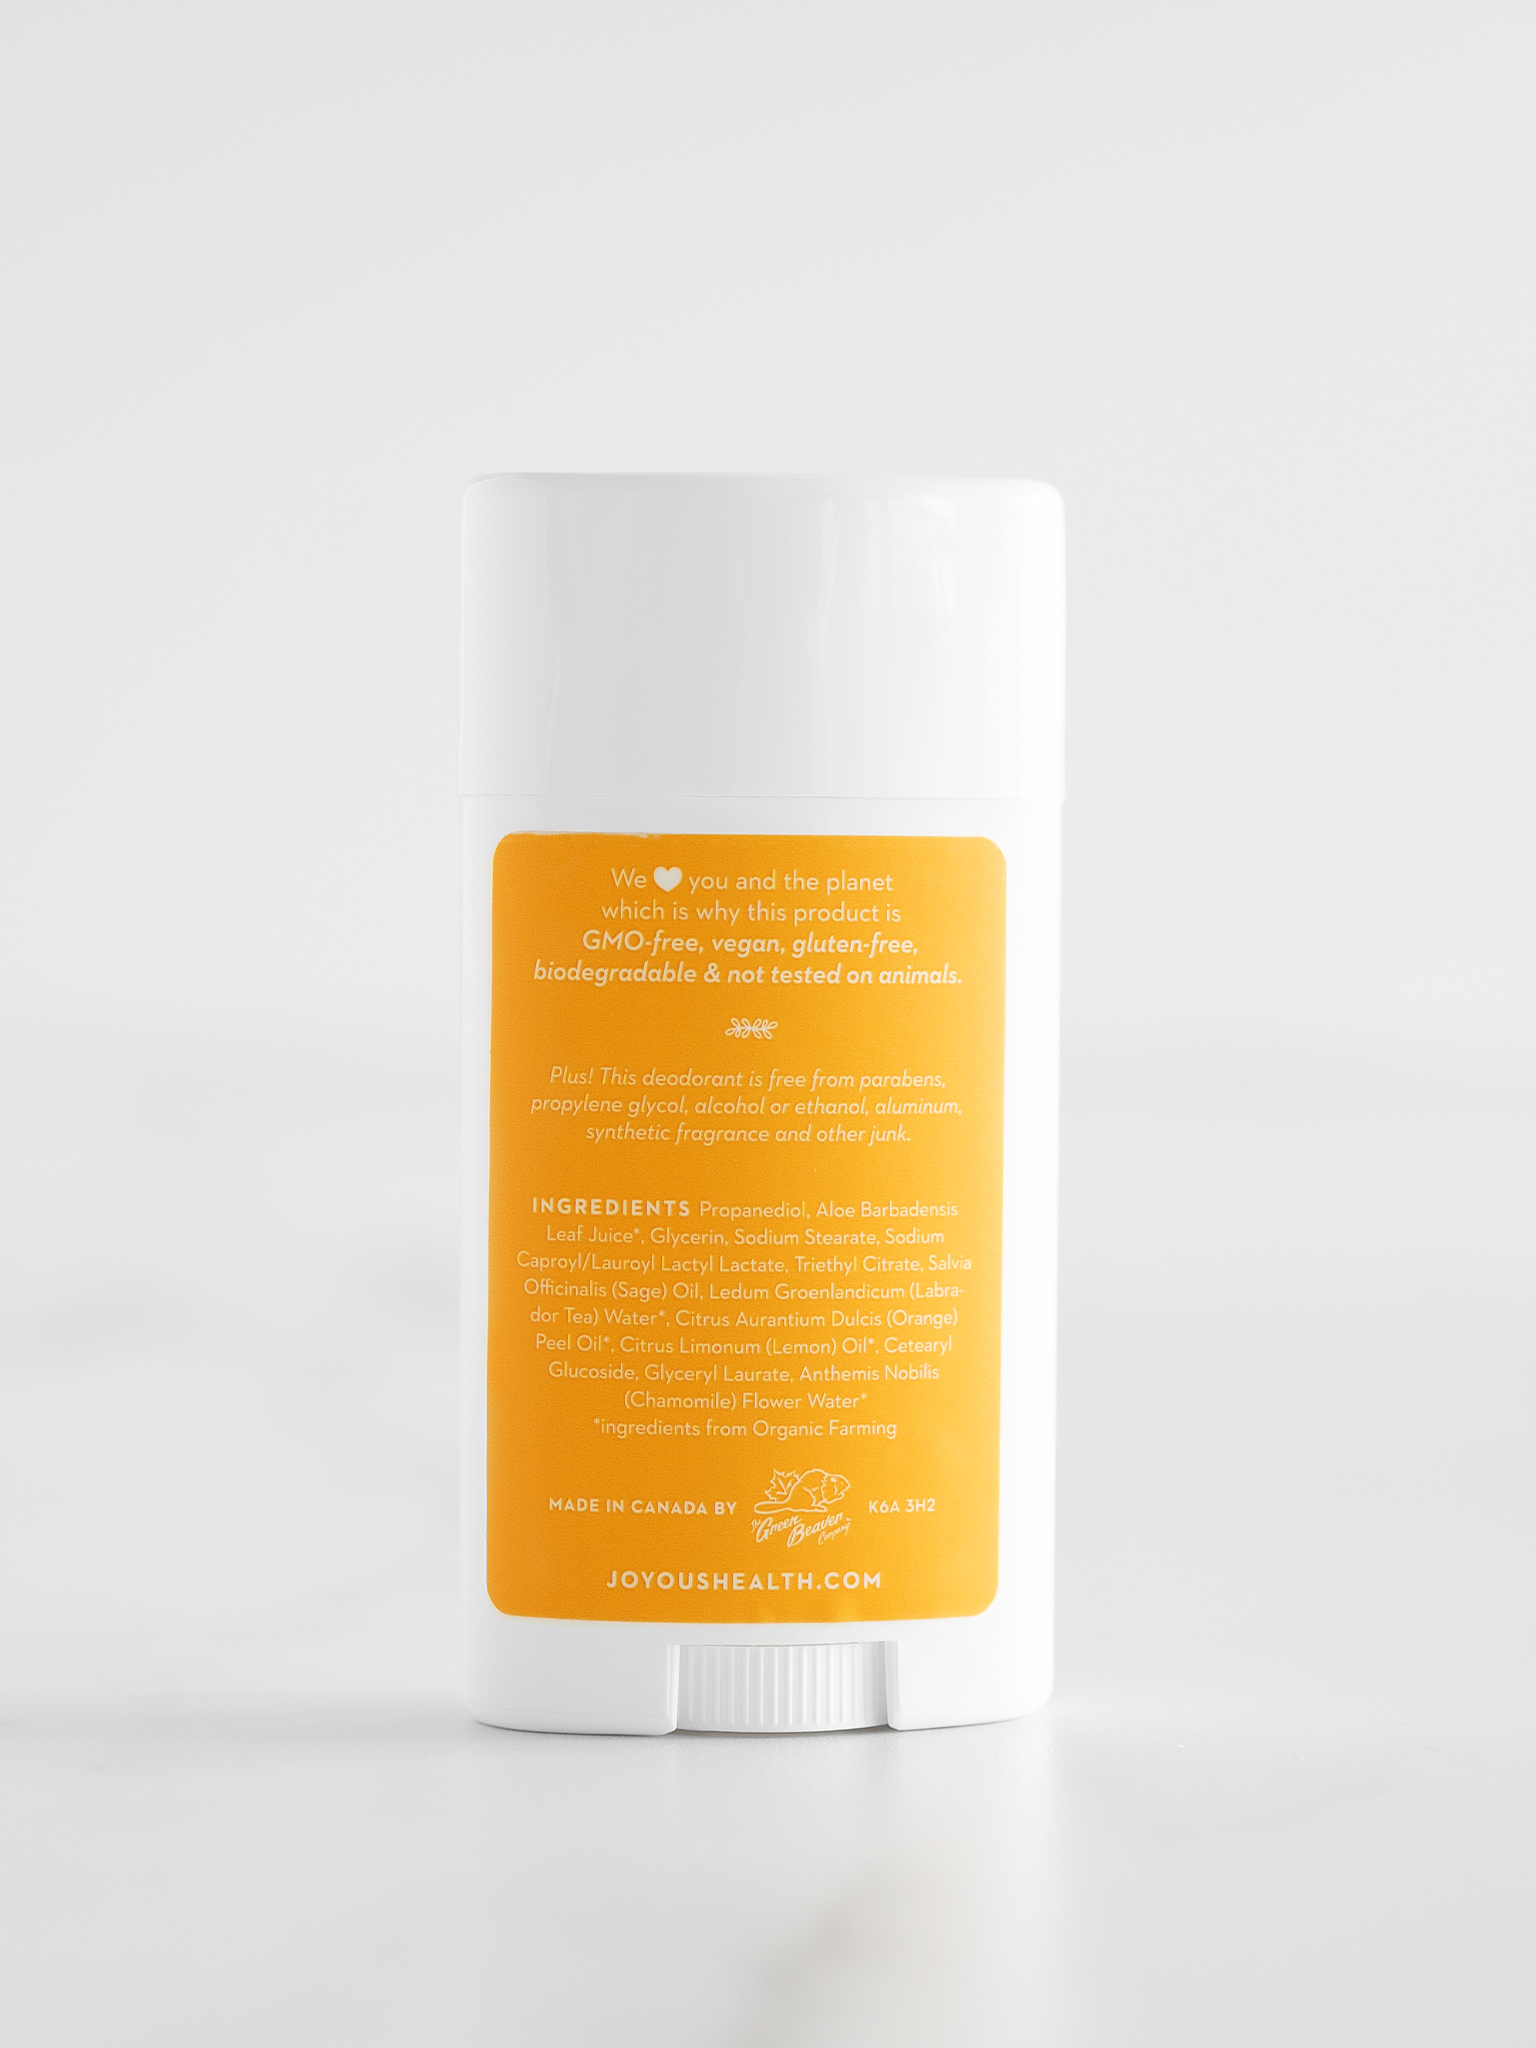 We ♥ you and the planet
which is why this product is
GMO-free, vegan, gluten-free,
biodegradable & not tested on animals.
Plus! This deodorant is free from parabens,
propylene glycol, alcohol or ethanol, aluminum,
synthetic fragrance and other junk.
INGREDIENTS Propanediol, Aloe Barbadensis
Leaf Juice*, Glycerin, Sodium Stearate, Sodium
Caproyl/Lauroyl Lactyl Lactate, Triethyl Citrate, Salvia
Officinalis (Sage) Oil, Ledum Groenlandicum (Labra-
dor Tea) Water*, Citrus Aurantium Dulcis (Orange)
Peel Oil*, Citrus Limonum (Lemon) Oil*, Cetearyl
Glucoside, Glyceryl Laurate, Anthemis Nobilis
(Chamomile) Flower Water*
*ingredients from Organic Farming
MADE IN CANADA BY The Green Beaver Company K6A 3H2
JOYOUSHEALTH.COM